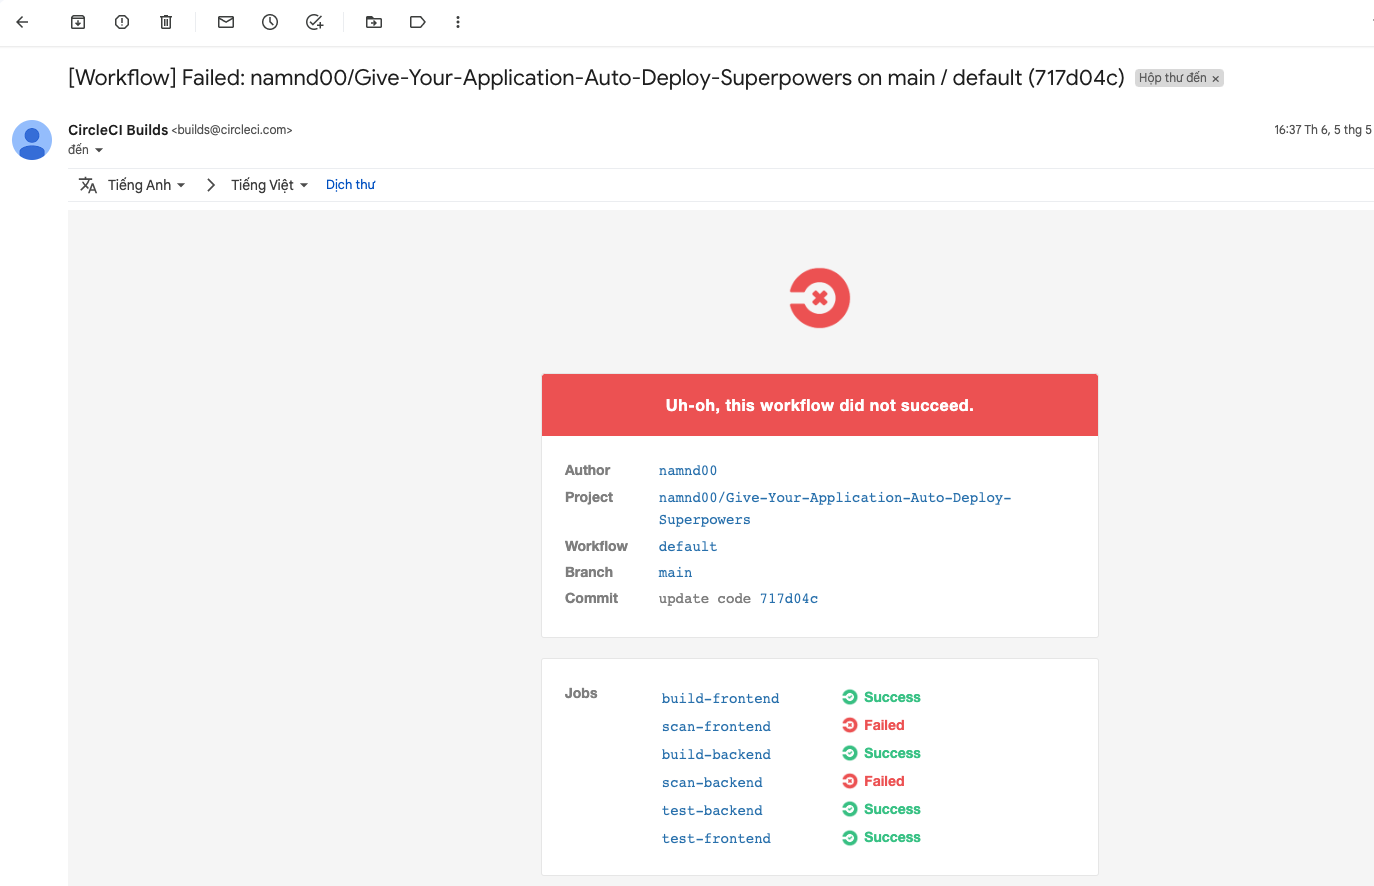 [Workflow] Failed: namnd00/Give-Your-Application-Auto-Deploy-Superpowers on main / default (717d04c) Hộp thư đến ×
CircleCI Builds <builds@circleci.com> 16:37 Th 6, 5 thg 5
đến
Tiếng Anh Tiếng Việt Dịch thư
Uh-oh, this workflow did not succeed.
Author namnd00
Project namnd00/Give-Your-Application-Auto-Deploy-
Superpowers
Workflow default
Branch main
Commit update code 717d04c
Jobs build-frontend Success
scan-frontend Failed
build-backend Success
scan-backend Failed
test-backend Success
test-frontend Success